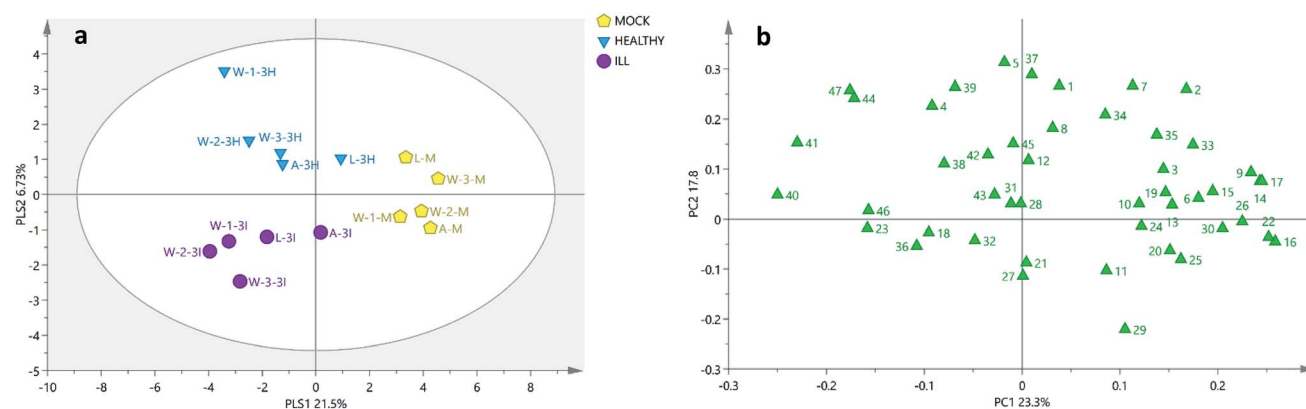 a
MOCK
HEALTHY
ILL
4
3
2
1
0
-1
-2
-3
-4
-5
PLS2 6.73%
W-1-3H
W-2-3H
W-3-3H
A-3H
L-3H
L-M
W-3-M
W-1-M
W-2-M
A-M
W-1-3I
L-3I
A-3I
W-2-3I
W-3-3I
-10 -8 -6 -4 -2 0 2 4 6 8
PLS1 21.5%
b
0.3
0.2
0.1
0
-0.1
-0.2
-0.3
PC2 17.8
5 37
47 44 39 1 7 2
4 34
8 35
41 42 45 33
38 12 3
9 17
40 43 31 28 19 10 6 15 14
46 13 26
23 18 24 30 22
36 32 20 16
21 25
27 11
29
-0.3 -0.2 -0.1 0 0.1 0.2
PC1 23.3%